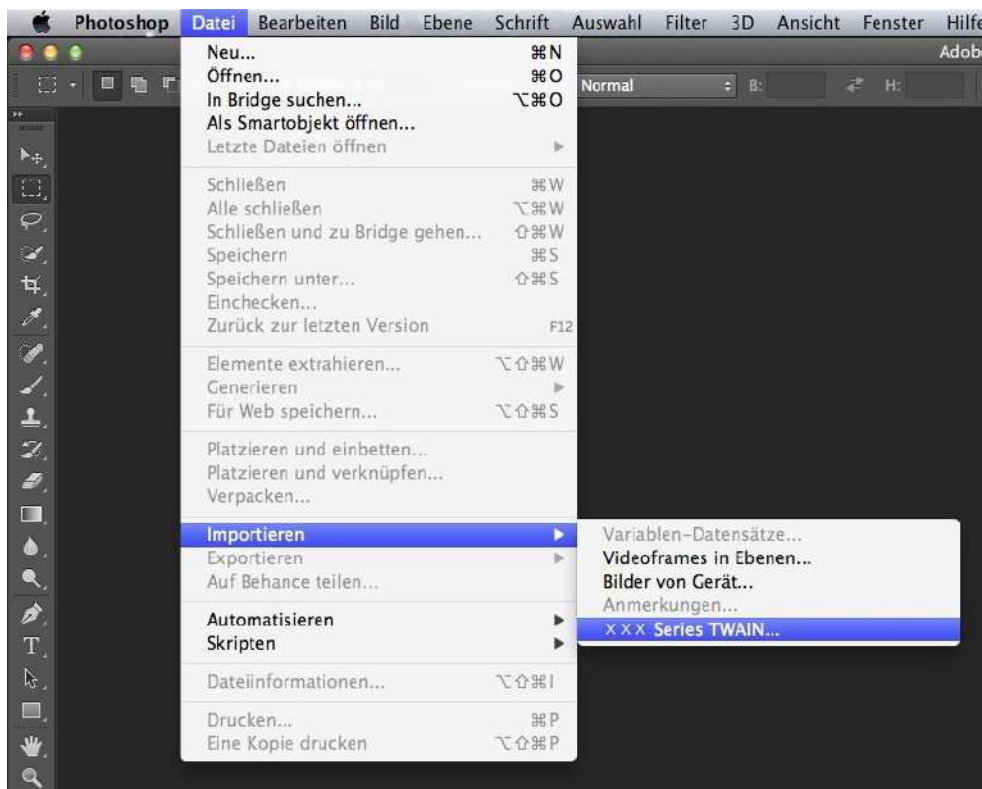 Photoshop Datei Bearbeiten Bild Ebene Schrift Auswahl Filter 3D Ansicht Fenster Hilfe
Adob
Normal B: H:
Neu... ⌘N
Öffnen... ⌘O
In Bridge suchen... ⌥⌘O
Als Smartobjekt öffnen...
Letzte Dateien öffnen
Schließen ⌘W
Alle schließen ⌥⌘W
Schließen und zu Bridge gehen... ⇧⌘W
Speichern ⌘S
Speichern unter... ⇧⌘S
Einchecken...
Zurück zur letzten Version F12
Elemente extrahieren... ⌥⇧⌘W
Generieren
Für Web speichern... ⌥⇧⌘S
Platzieren und einbetten...
Platzieren und verknüpfen...
Verpacken...
Importieren
Exportieren
Auf Behance teilen...
Automatisieren
Skripten
Dateiinformationen... ⌥⇧⌘I
Drucken... ⌘P
Eine Kopie drucken ⌥⇧⌘P
Variablen-Datensätze...
Videoframes in Ebenen...
Bilder von Gerät...
Anmerkungen...
X X X Series TWAIN...